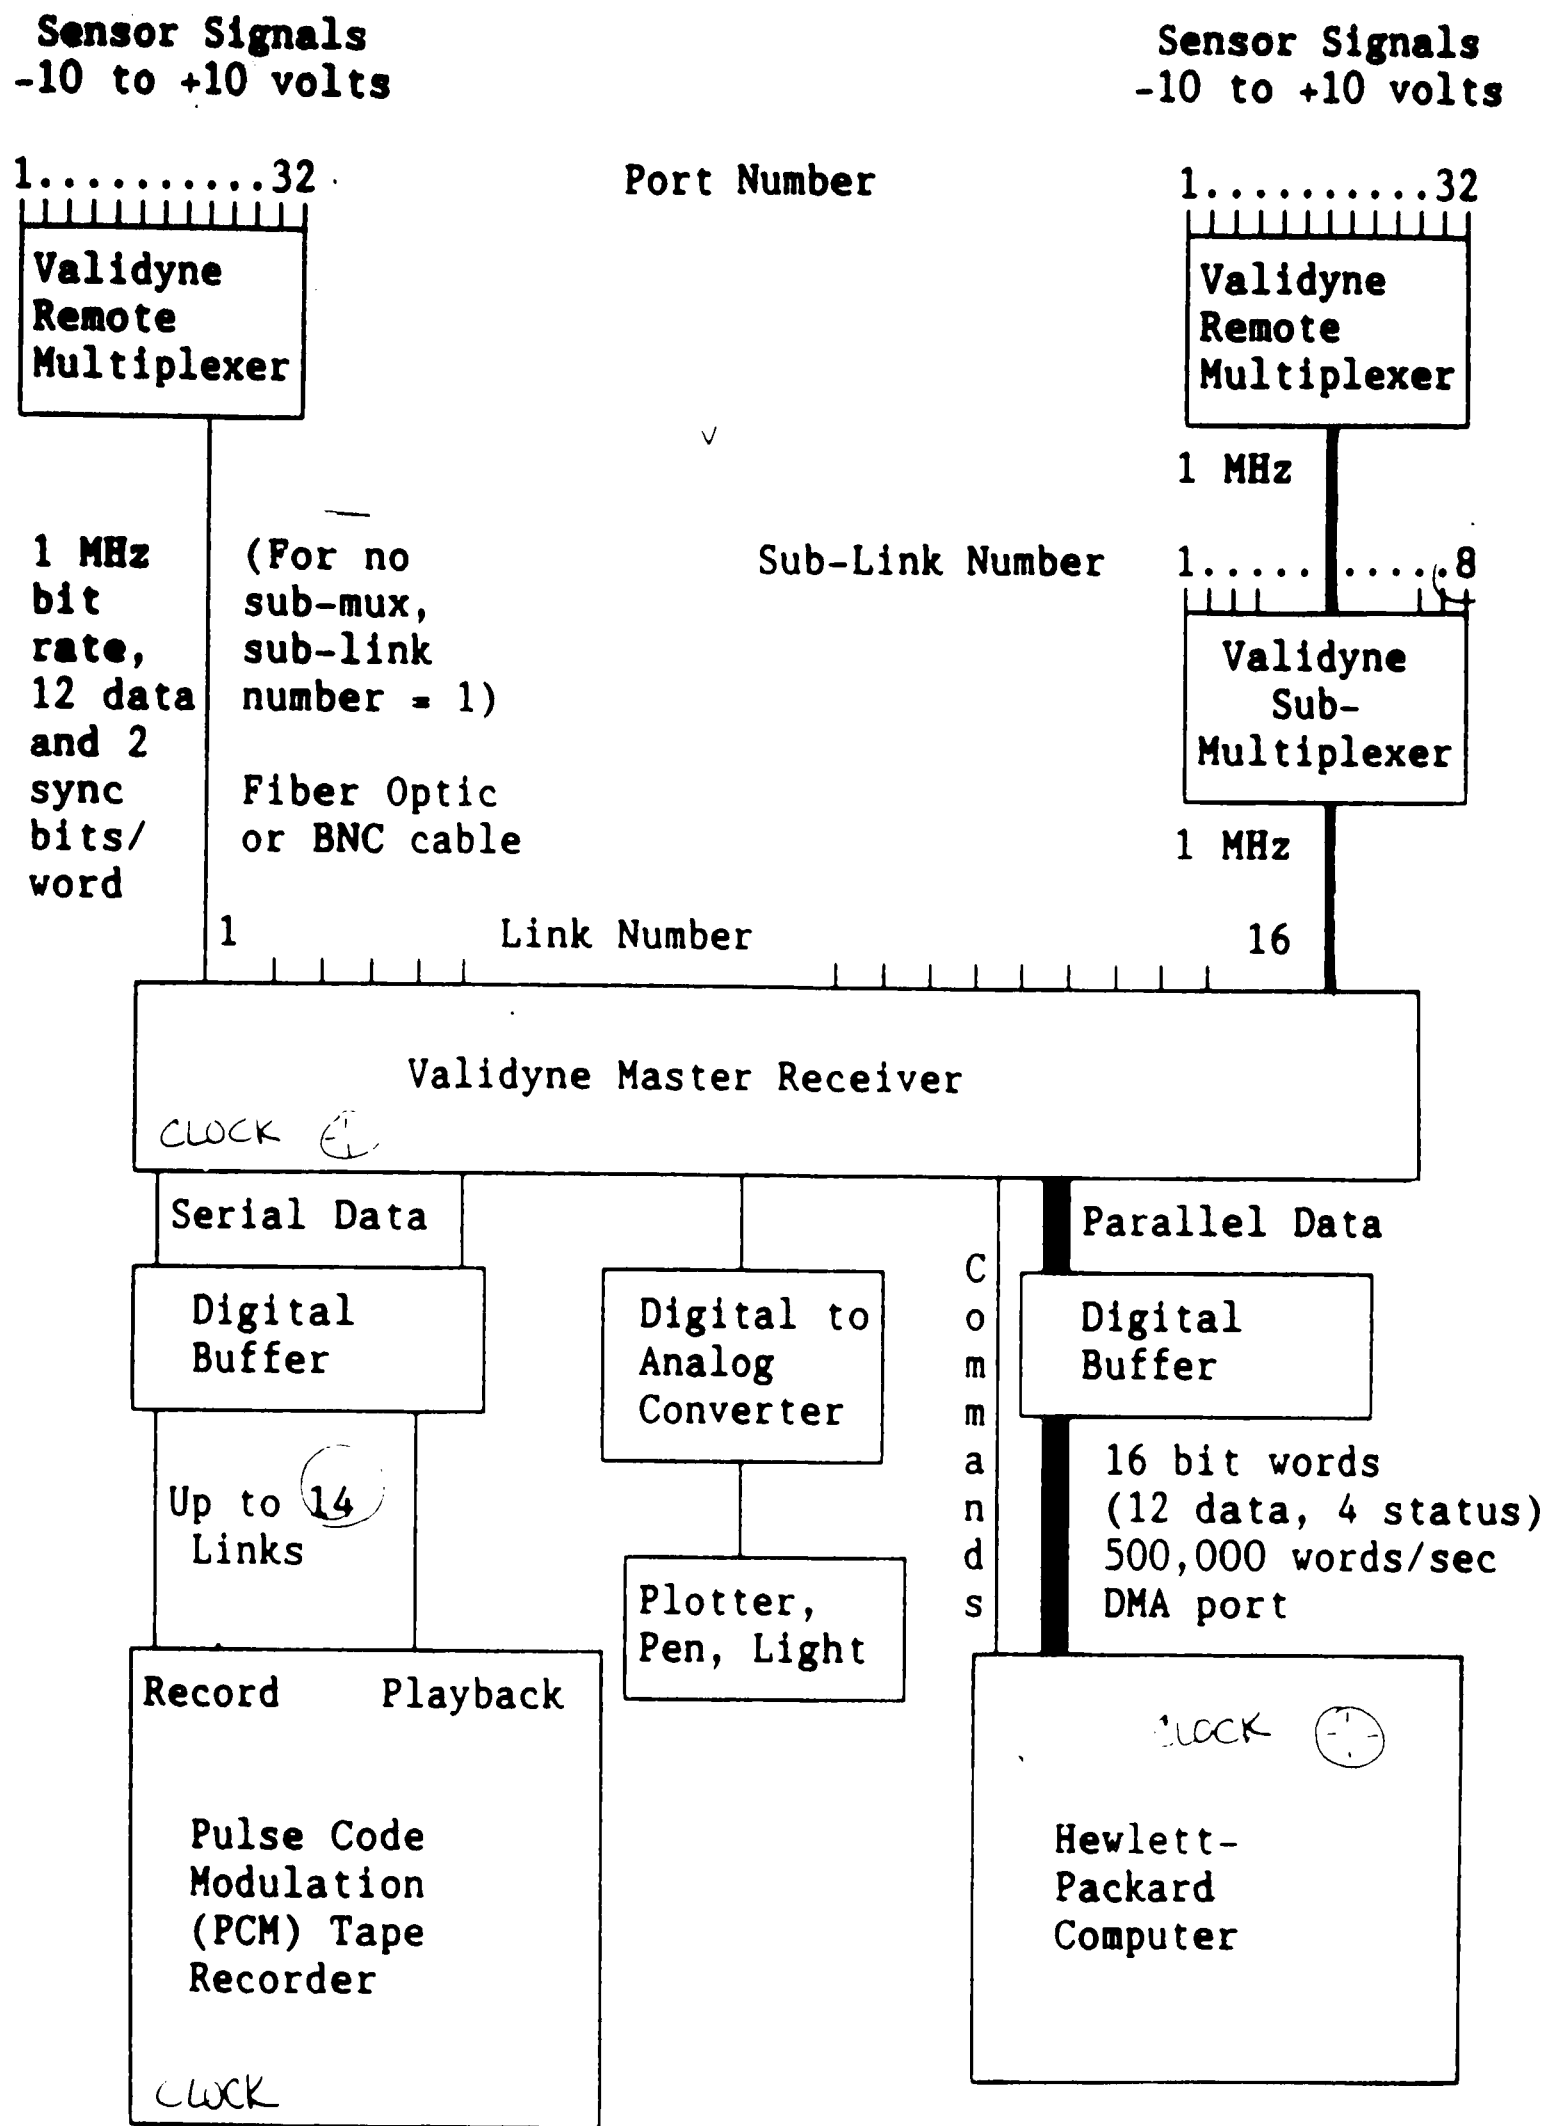 Sensor Signals
-10 to +10 volts
Sensor Signals
-10 to +10 volts
1..........32
Port Number
1..........32
Validyne
Remote
Multiplexer
Validyne
Remote
Multiplexer
1 MHz
1 MHz
bit
rate,
12 data
and 2
sync
bits/
word
(For no
sub-mux,
sub-link
number = 1)
Fiber Optic
or BNC cable
Sub-Link Number
1..........8
Validyne
Sub-
Multiplexer
1 MHz
1
Link Number
16
Validyne Master Receiver
CLOCK
Serial Data
Parallel Data
Digital
Buffer
Digital to
Analog
Converter
Commands
Digital
Buffer
Up to 14
Links
16 bit words
(12 data, 4 status)
500,000 words/sec
DMA port
Plotter,
Pen, Light
Record
Playback
Pulse Code
Modulation
(PCM) Tape
Recorder
CLOCK
CLOCK
Hewlett-
Packard
Computer